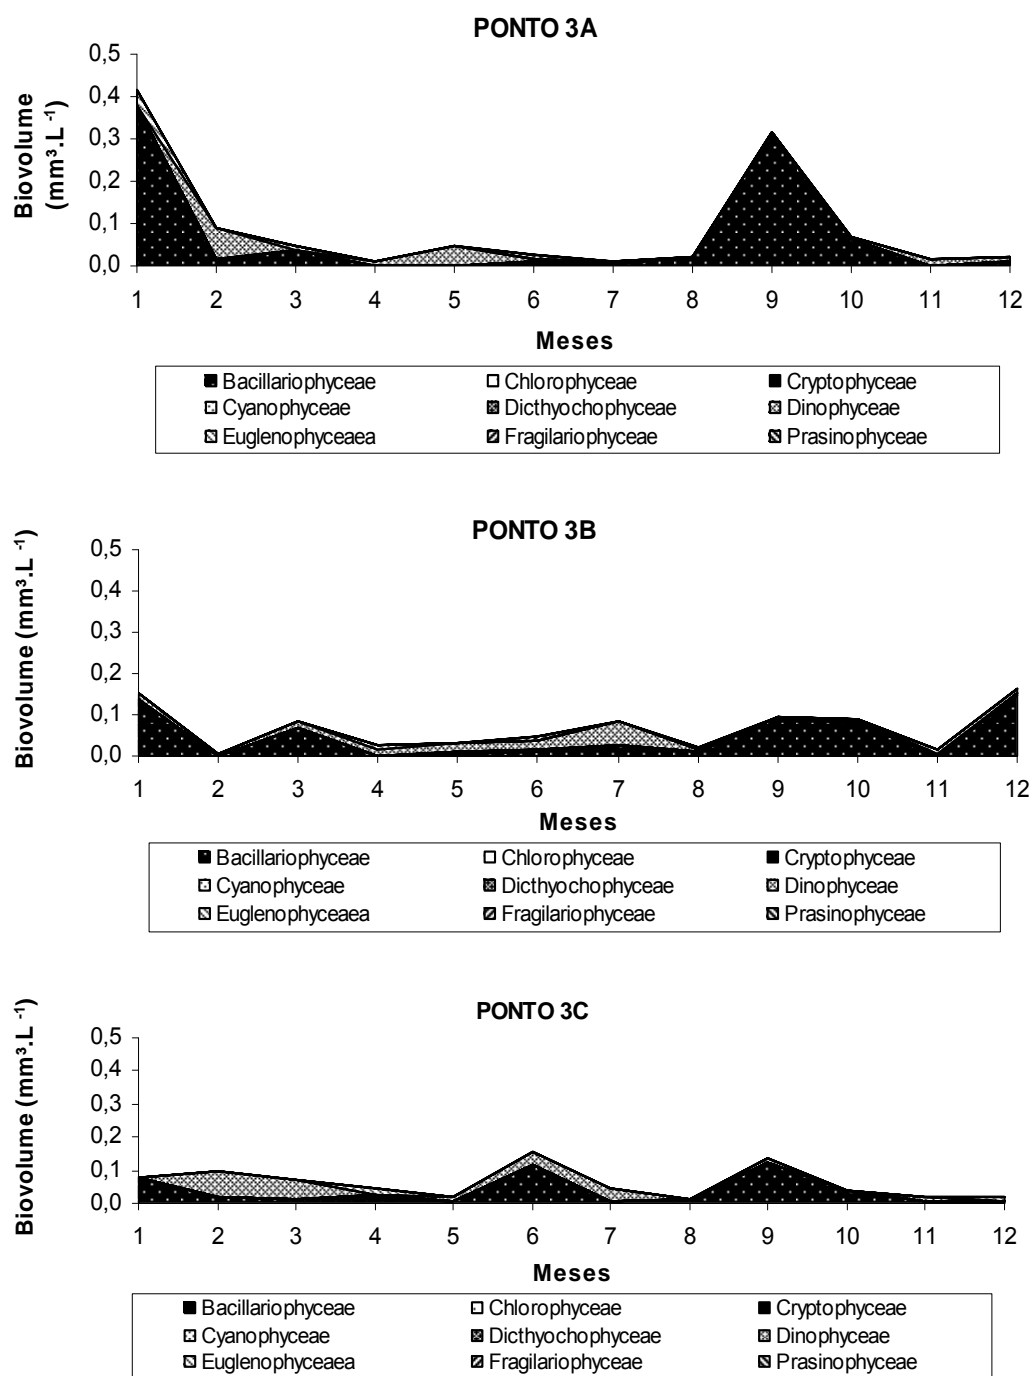 PONTO 3A
Biovolume
(mm³.L⁻¹)
0,5
0,4
0,3
0,2
0,1
0,0
1 2 3 4 5 6 7 8 9 10 11 12
Meses
Bacillariophyceae Chlorophyceae Cryptophyceae
Cyanophyceae Dicthyochophyceae Dinophyceae
Euglenophyceaea Fragilariophyceae Prasinophyceae
PONTO 3B
Biovolume (mm³.L⁻¹)
0,5
0,4
0,3
0,2
0,1
0,0
1 2 3 4 5 6 7 8 9 10 11 12
Meses
Bacillariophyceae Chlorophyceae Cryptophyceae
Cyanophyceae Dicthyochophyceae Dinophyceae
Euglenophyceaea Fragilariophyceae Prasinophyceae
PONTO 3C
Biovolume (mm³.L⁻¹)
0,5
0,4
0,3
0,2
0,1
0,0
1 2 3 4 5 6 7 8 9 10 11 12
Meses
Bacillariophyceae Chlorophyceae Cryptophyceae
Cyanophyceae Dicthyochophyceae Dinophyceae
Euglenophyceaea Fragilariophyceae Prasinophyceae